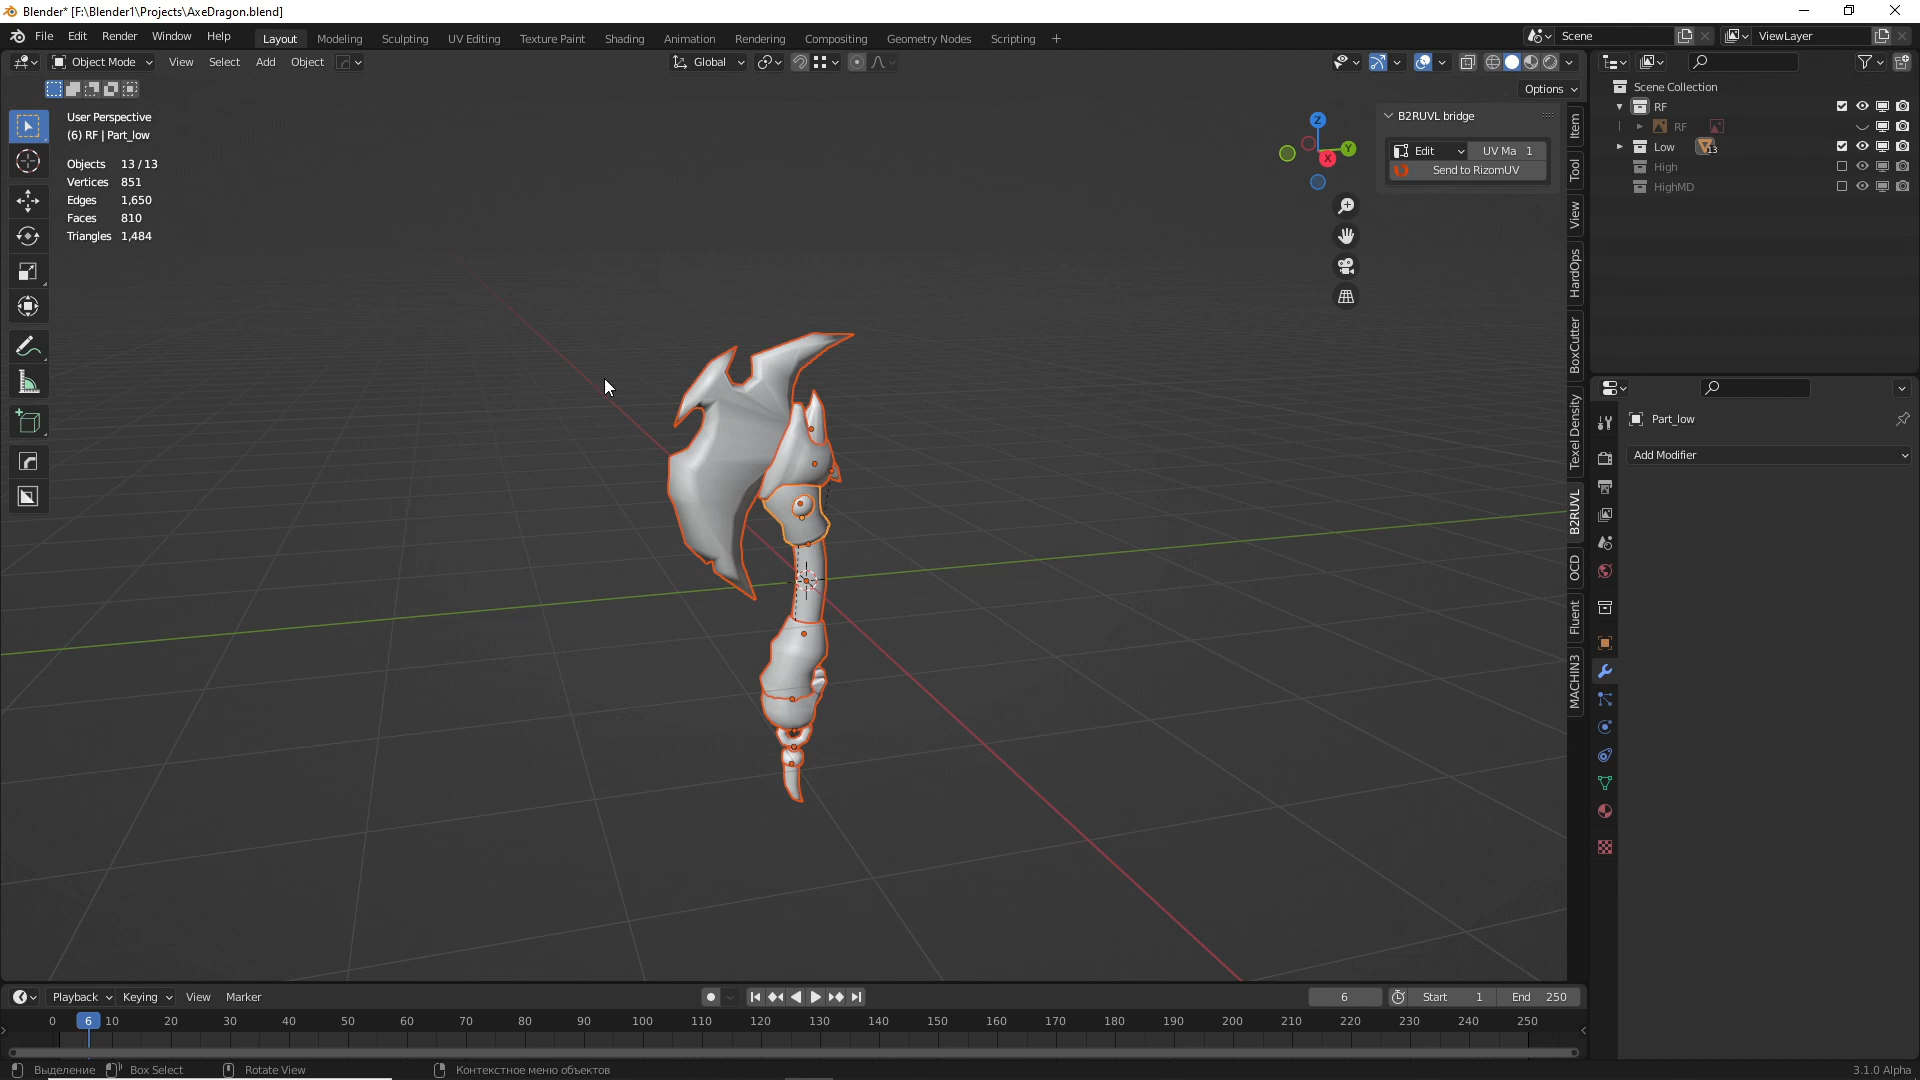 Blender* [F:\Blender1\Projects\AxeDragon.blend]
File Edit Render Window Help Layout Modeling Sculpting UV Editing Texture Paint Shading Animation Rendering Compositing Geometry Nodes Scripting + Scene ViewLayer
Object Mode View Select Add Object Global
Options
User Perspective
(6) RF | Part_low
Objects 13 / 13
Vertices 851
Edges 1,650
Faces 810
Triangles 1,484
Z
Y
X
B2RUVL bridge
Edit UV Ma 1
Send to RizomUV
Item
Tool
View
HardOps
BoxCutter
Texel Density
B2RUVL
OCD
Fluent
MACHIN3
Scene Collection
RF
RF
Low 13
High
HighMD
Part_low
Add Modifier
Playback Keying View Marker 6 Start 1 End 250
0 6 10 20 30 40 50 60 70 80 90 100 110 120 130 140 150 160 170 180 190 200 210 220 230 240 250
Выделение Box Select Rotate View Контекстное меню объектов 3.1.0 Alpha